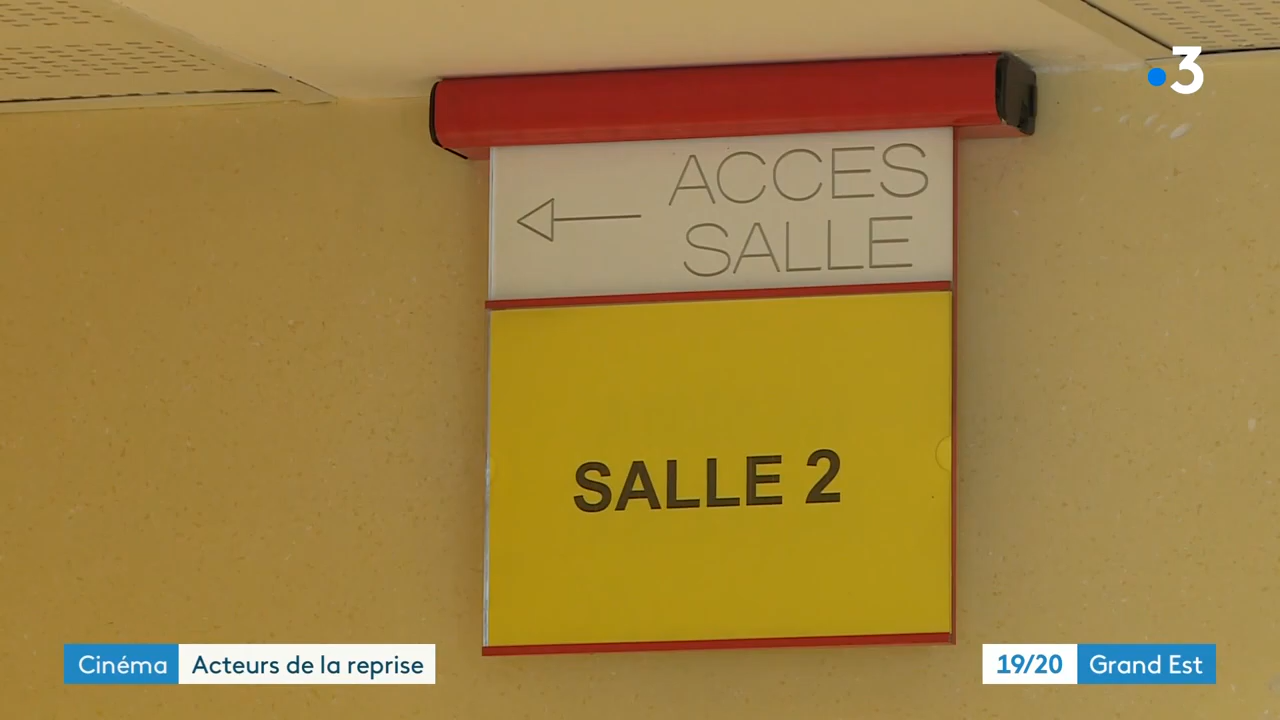 3
ACCES
SALLE
SALLE 2
Cinéma Acteurs de la reprise
19/20 Grand Est